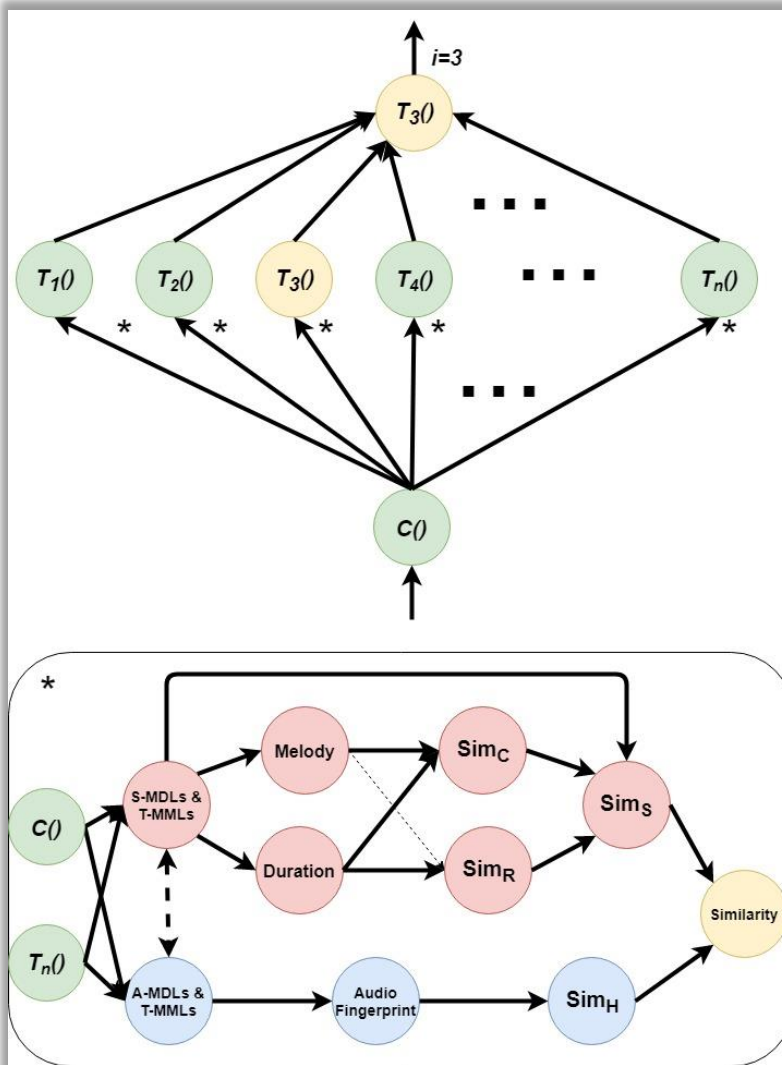 i=3
T3()
T1()
T2()
T3()
T4()
Tn()
* * * * *
C()
*
Melody
SimC
S-MDLs &
T-MMLs
SimS
C()
Duration
SimR
Similarity
Tn()
A-MDLs &
T-MMLs
Audio
Fingerprint
SimH